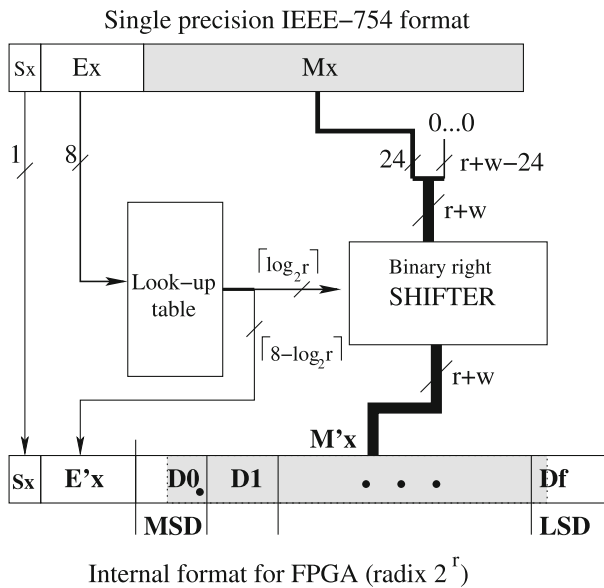 Single precision IEEE−754 format
Sx Ex Mx
0...0
1 8 24 r+w−24
r+w
Look−up
table
⌈log₂r⌉
⌈8−log₂r⌉
Binary right
SHIFTER
r+w
M'x
Sx E'x D0 D1 • • • Df
MSD LSD
Internal format for FPGA (radix 2^r)